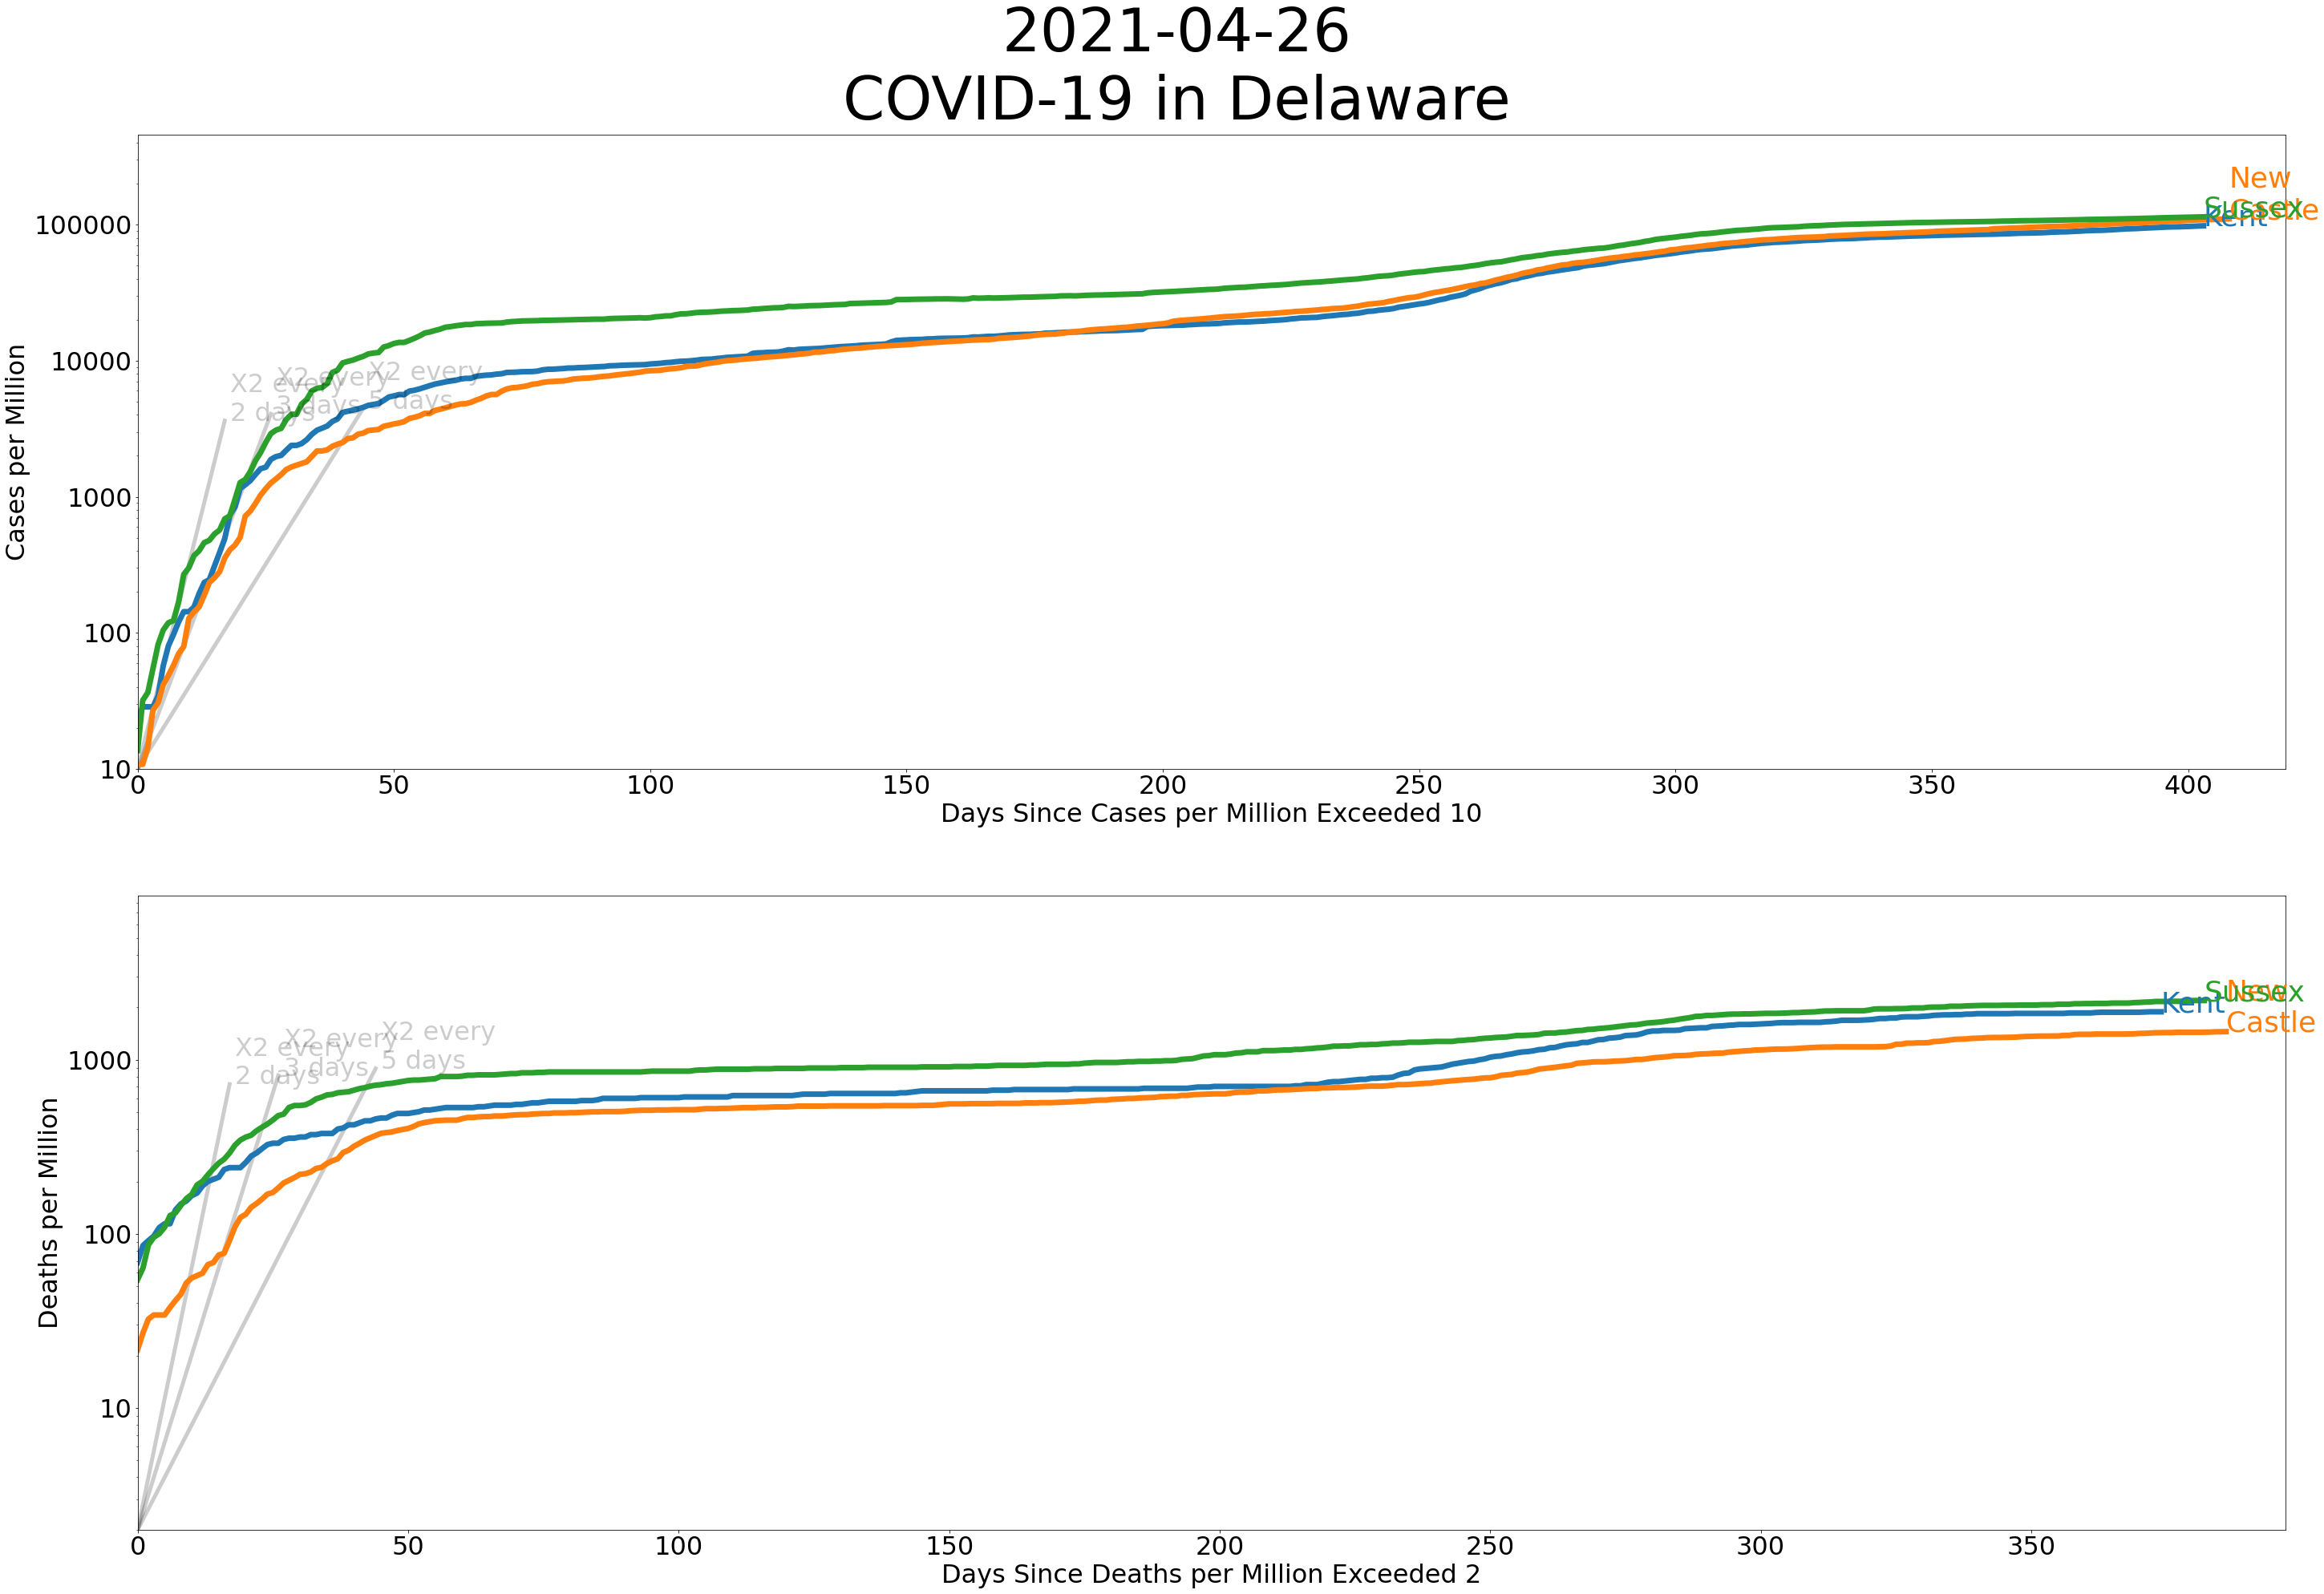 2021-04-26
COVID-19 in Delaware
Cases per Million
100000
10000
1000
100
10
X2 every
2 days
X2 every
3 days
X2 every
5 days
New
Castle
Sussex
Kent
0 50 100 150 200 250 300 350 400
Days Since Cases per Million Exceeded 10
Deaths per Million
1000
100
10
X2 every
2 days
X2 every
3 days
X2 every
5 days
New
Castle
Sussex
Kent
0 50 100 150 200 250 300 350
Days Since Deaths per Million Exceeded 2